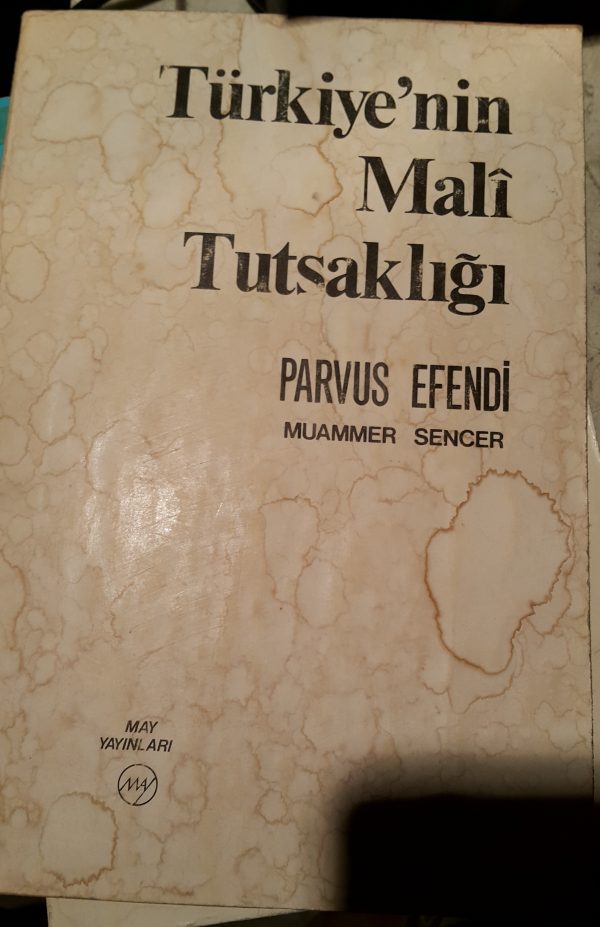 Türkiye'nin
Malî
Tutsaklığı
PARVUS EFENDİ
MUAMMER SENCER
MAY
YAYINLARI
MAY